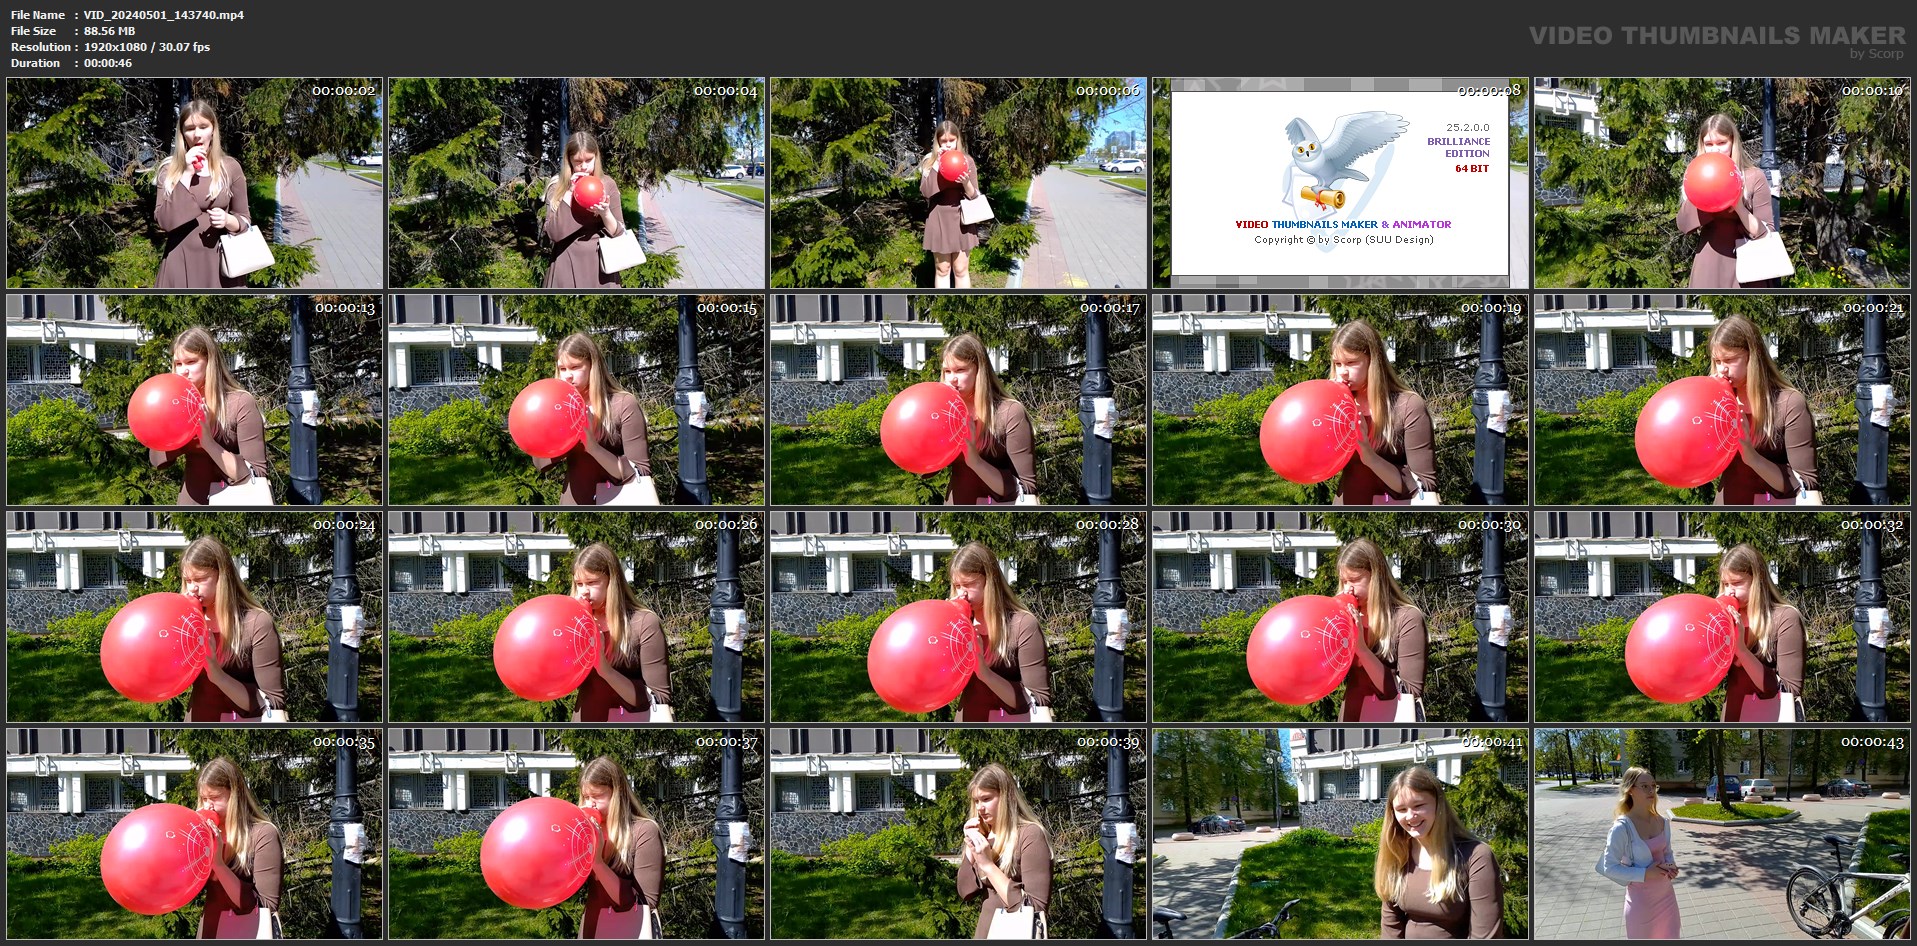 File Name : VID_20240501_143740.mp4
File Size : 88.56 MB
Resolution : 1920x1080 / 30.07 fps
Duration : 00:00:46
VIDEO THUMBNAILS MAKER
by Scorp
00:00:02
00:00:04
00:00:06
00:00:08
25.2.0.0
BRILLIANCE
EDITION
64 BIT
VIDEO THUMBNAILS MAKER & ANIMATOR
Copyright © by Scorp (SUU Design)
00:00:10
00:00:13
00:00:15
00:00:17
00:00:19
00:00:21
00:00:24
00:00:26
00:00:28
00:00:30
00:00:32
00:00:35
00:00:37
00:00:39
00:00:41
00:00:43